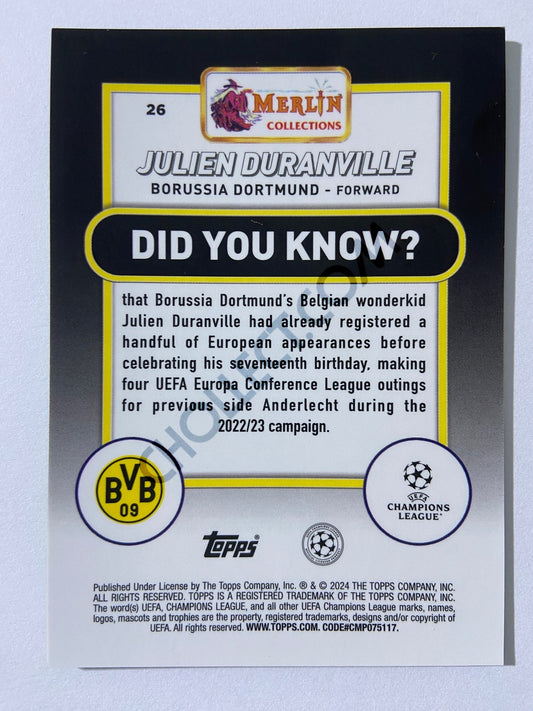 26
MERLIN
COLLECTIONS
JULIEN DURANVILLE
BORUSSIA DORTMUND - FORWARD
DID YOU KNOW?
that Borussia Dortmund's Belgian wonderkid
Julien Duranville had already registered a
handful of European appearances before
celebrating his seventeenth birthday, making
four UEFA Europa Conference League outings
for previous side Anderlecht during the
2022/23 campaign.
BVB
09
UEFA
CHAMPIONS
LEAGUE
TOPPS
Published Under License by The Topps Company, Inc. ® & © 2024 THE TOPPS COMPANY, INC.
ALL RIGHTS RESERVED. TOPPS IS A REGISTERED TRADEMARK OF THE TOPPS COMPANY, INC.
The word(s) UEFA, CHAMPIONS LEAGUE, and all other UEFA Champions League marks, names,
logos, mascots and trophies are the property, registered trademarks, designs and/or copyright of
UEFA. All rights reserved. WWW.TOPPS.COM. CODE#CMP075117.
CHOLLECT.COM